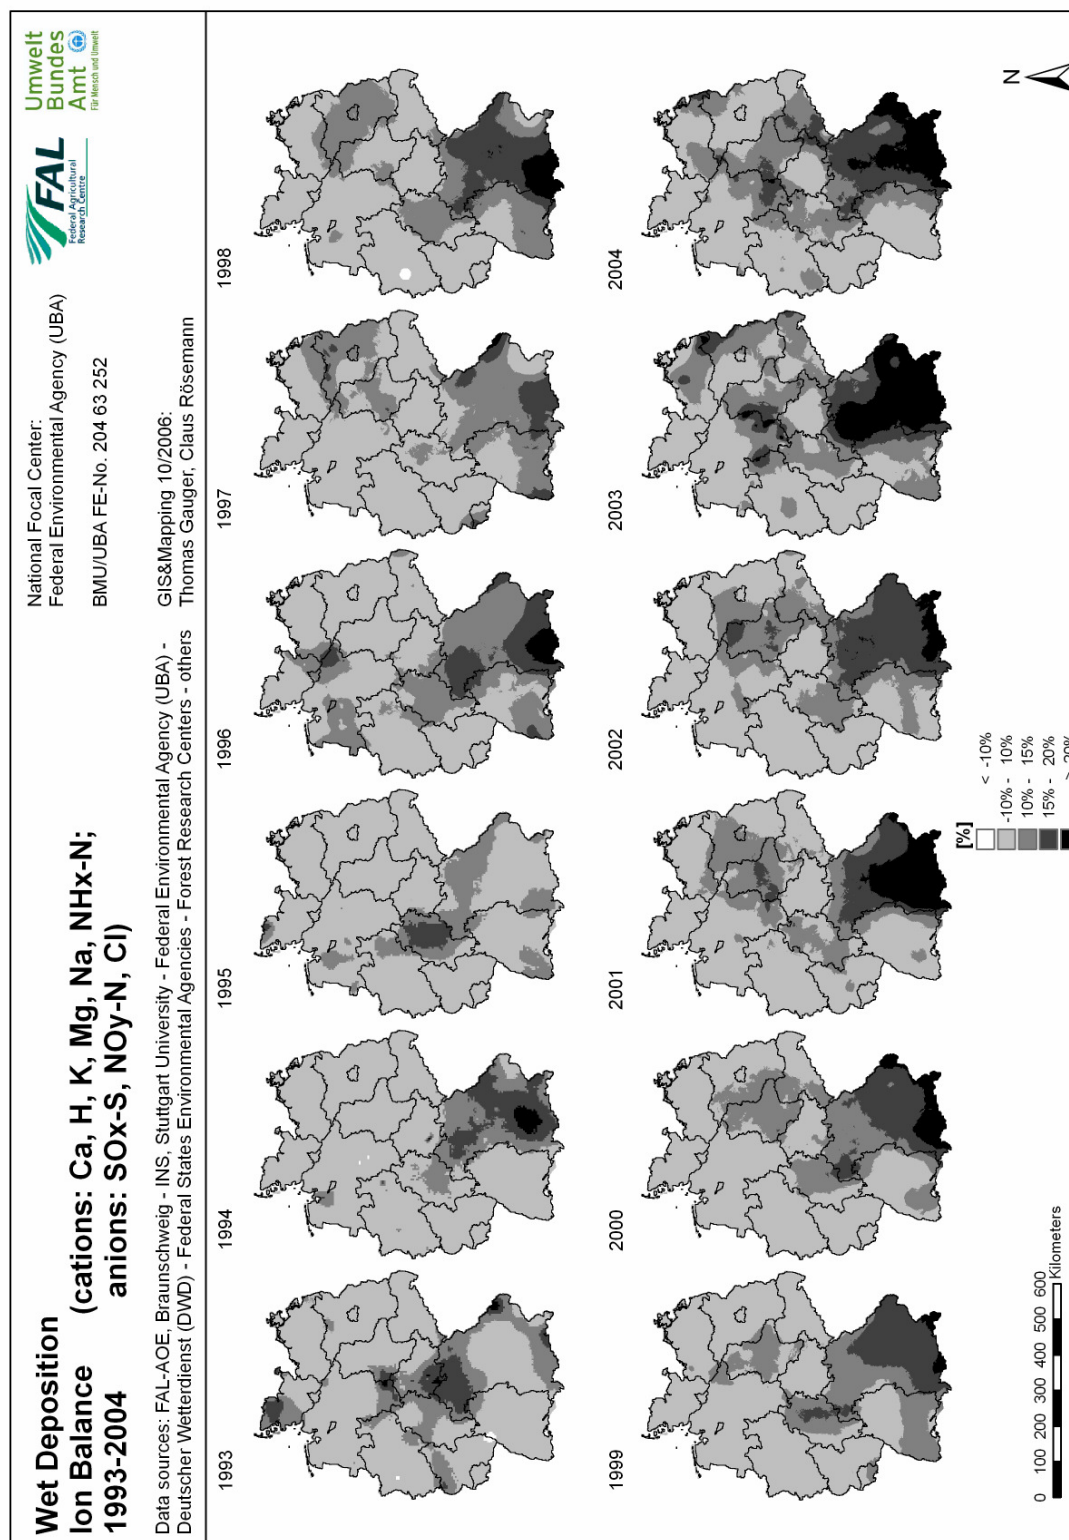 Wet Deposition
Ion Balance (cations: Ca, H, K, Mg, Na, NHx-N;
1993-2004 anions: SOx-S, NOy-N, Cl)
National Focal Center:
Federal Environmental Agency (UBA)
BMU/UBA FE-No. 204 63 252
FAL
Federal Agricultural
Research Centre
Umwelt
Bundes
Amt
Für Mensch und Umwelt
Data sources: FAL-AOE, Braunschweig - INS, Stuttgart University - Federal Environmental Agency (UBA) -
Deutscher Wetterdienst (DWD) - Federal States Environmental Agencies - Forest Research Centers - others
GIS&Mapping 10/2006:
Thomas Gauger, Claus Rösemann
1993
1994
1995
1996
1997
1998
1999
2000
2001
2002
2003
2004
0 100 200 300 400 500 600
Kilometers
[%]
< -10%
-10% - 10%
10% - 15%
15% - 20%
> 20%
N